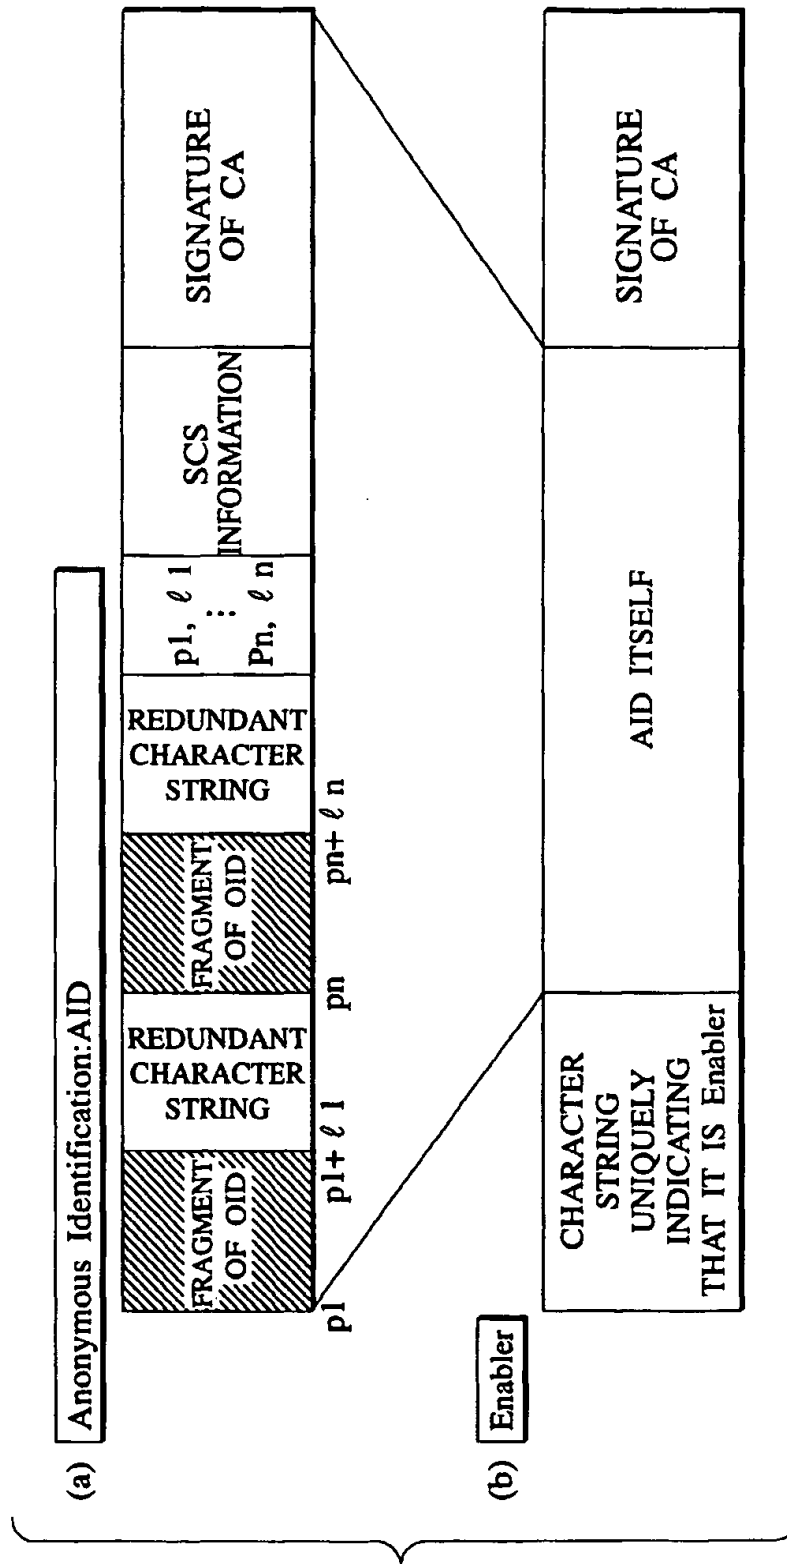 (a) Anonymous Identification:AID
FRAGMENT
OF OID
REDUNDANT
CHARACTER
STRING
FRAGMENT
OF OID
REDUNDANT
CHARACTER
STRING
p1, ℓ 1
⋮
Pn, ℓ n
SCS
INFORMATION
SIGNATURE
OF CA
p1
p1+ ℓ 1
pn
pn+ ℓ n
(b) Enabler
CHARACTER
STRING
UNIQUELY
INDICATING
THAT IT IS Enabler
AID ITSELF
SIGNATURE
OF CA